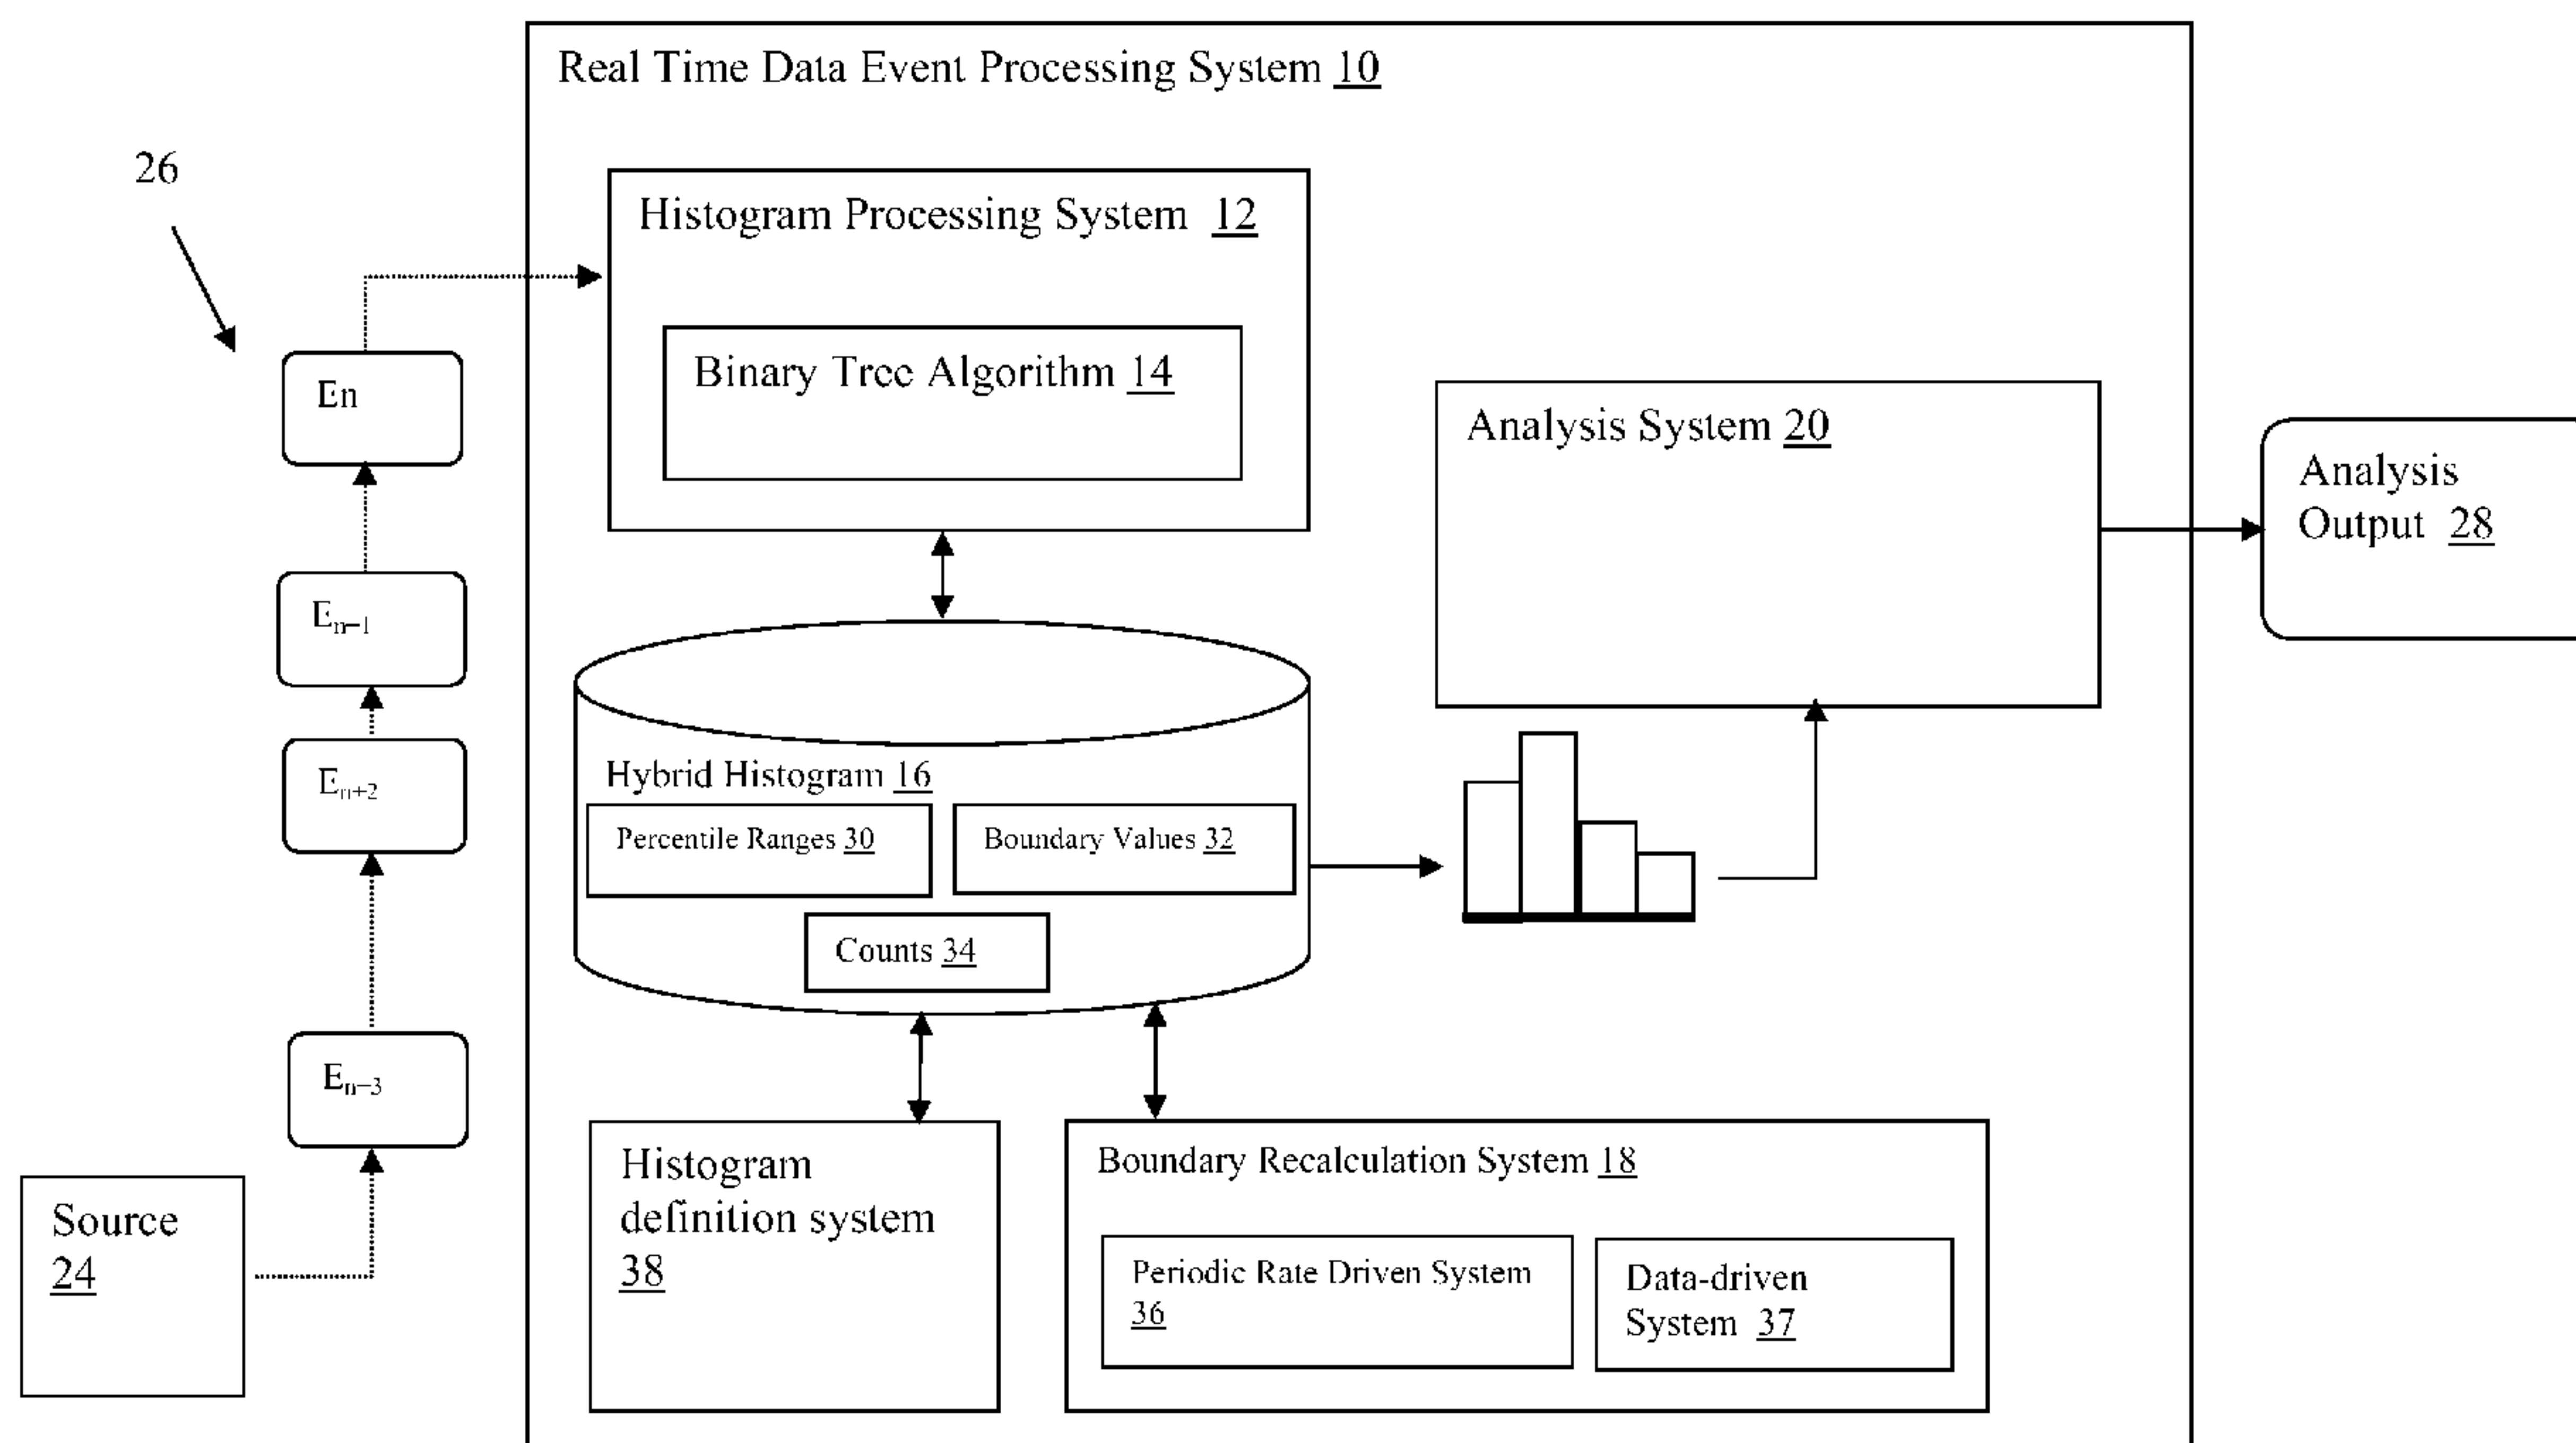 Real Time Data Event Processing System 10
26
Histogram Processing System 12
Binary Tree Algorithm 14
En
Analysis System 20
Analysis
Output 28
En–1
En+2
Hybrid Histogram 16
Percentile Ranges 30
Boundary Values 32
Counts 34
En–3
Source
24
Histogram
definition system
38
Boundary Recalculation System 18
Periodic Rate Driven System
36
Data-driven
System 37